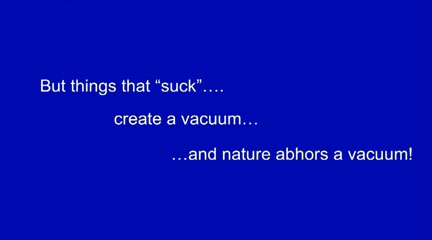 But things that “suck”….
create a vacuum…
…and nature abhors a vacuum!